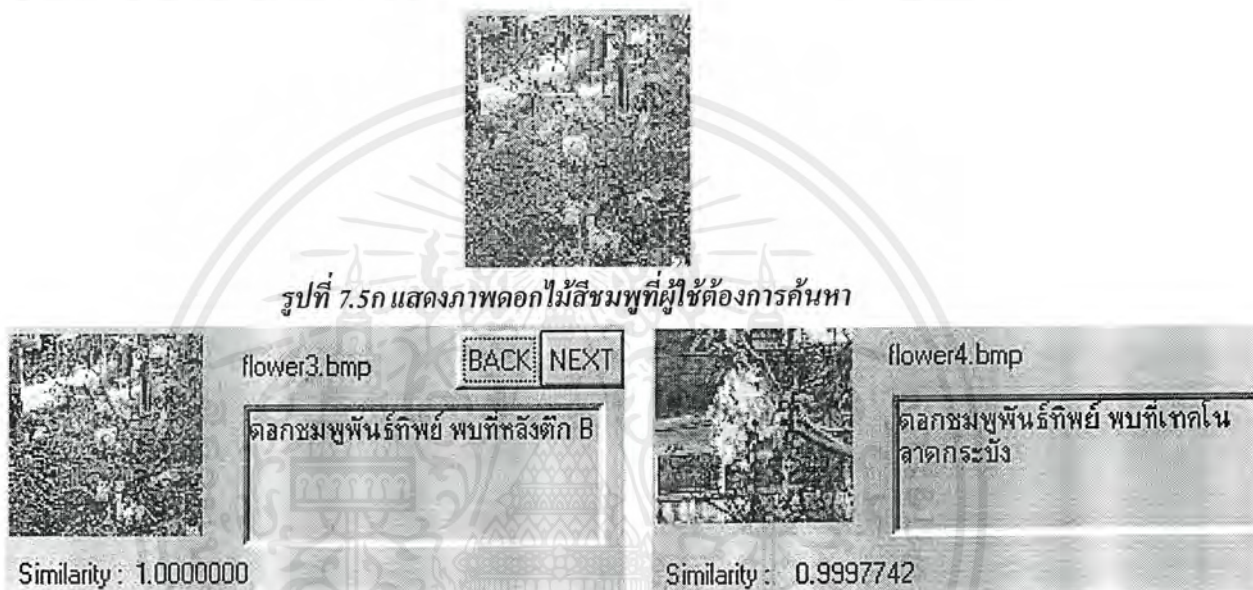 รูปที่ 7.5ก แสดงภาพดอกไม้สีชมพูที่ผู้ใช้ต้องการค้นหา
flower3.bmp
BACK NEXT
ดอกชมพูพันธ์ทิพย์ พบที่หลังตึก B
Similarity : 1.0000000
flower4.bmp
ดอกชมพูพันธ์ทิพย์ พบที่เทคโน
ลาดกระบัง
Similarity : 0.9997742